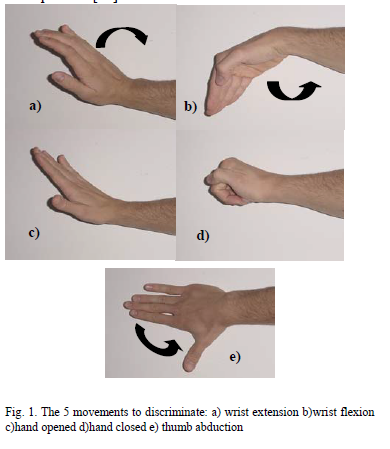 a)
b)
c)
d)
e)
Fig. 1. The 5 movements to discriminate: a) wrist extension b)wrist flexion
c)hand opened d)hand closed e) thumb abduction